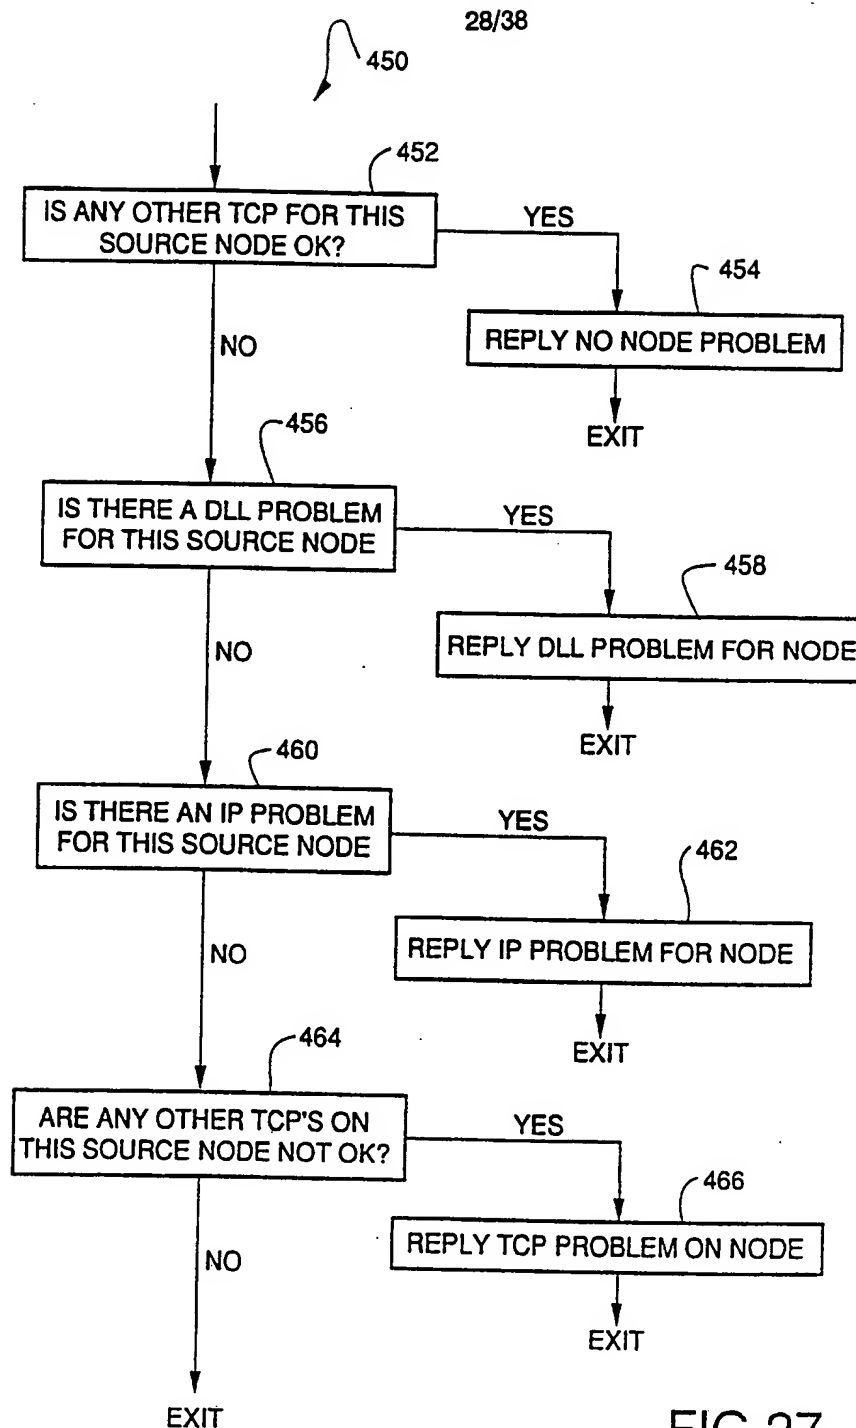 28/38
450
452
IS ANY OTHER TCP FOR THIS
SOURCE NODE OK?
YES
454
REPLY NO NODE PROBLEM
NO
EXIT
456
IS THERE A DLL PROBLEM
FOR THIS SOURCE NODE
YES
458
REPLY DLL PROBLEM FOR NODE
NO
EXIT
460
IS THERE AN IP PROBLEM
FOR THIS SOURCE NODE
YES
462
REPLY IP PROBLEM FOR NODE
NO
EXIT
464
ARE ANY OTHER TCP'S ON
THIS SOURCE NODE NOT OK?
YES
466
REPLY TCP PROBLEM ON NODE
NO
EXIT
EXIT
FIG 27